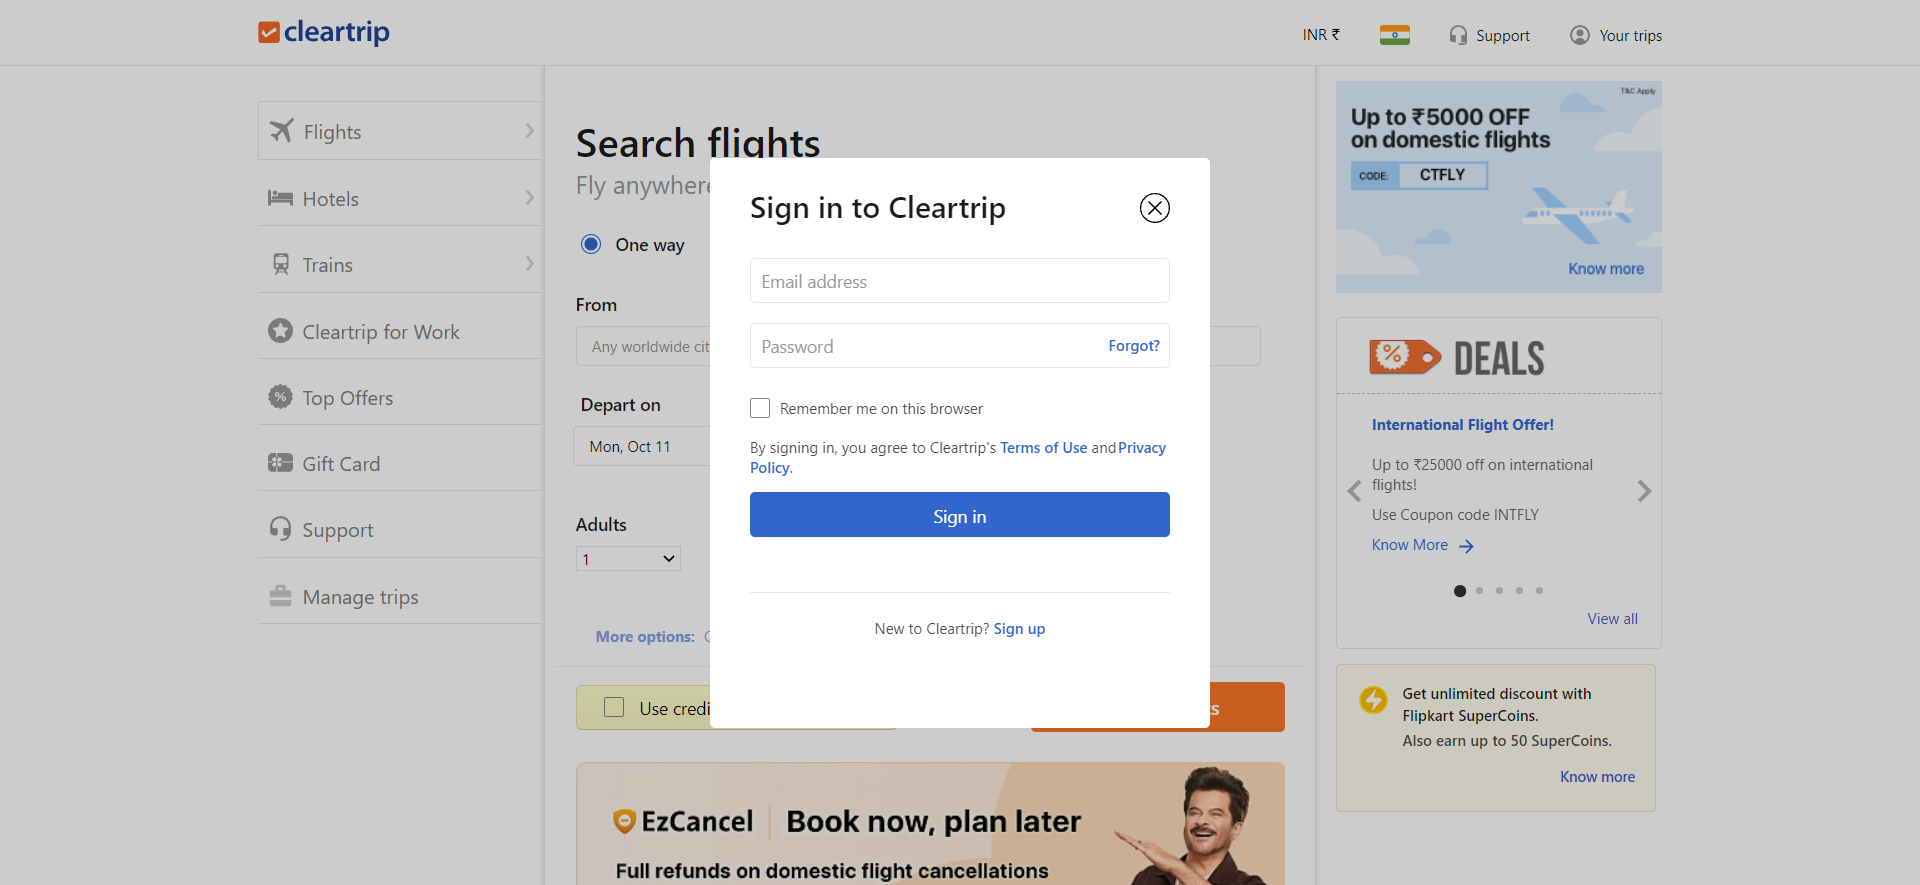 cleartrip
INR ₹
Support
Your trips
Flights
Hotels
Trains
Cleartrip for Work
Top Offers
Gift Card
Support
Manage trips
Search flights
Fly anywhere
One way
From
Any worldwide cit
Depart on
Mon, Oct 11
Adults
1
More options:
Use credi
s
Sign in to Cleartrip
Email address
Password
Forgot?
Remember me on this browser
By signing in, you agree to Cleartrip's Terms of Use and Privacy
Policy.
Sign in
New to Cleartrip? Sign up
EzCancel
Book now, plan later
Full refunds on domestic flight cancellations
T&C Apply
Up to ₹5000 OFF
on domestic flights
CODE: CTFLY
Know more
DEALS
International Flight Offer!
Up to ₹25000 off on international
flights!
Use Coupon code INTFLY
Know More
View all
Get unlimited discount with
Flipkart SuperCoins.
Also earn up to 50 SuperCoins.
Know more